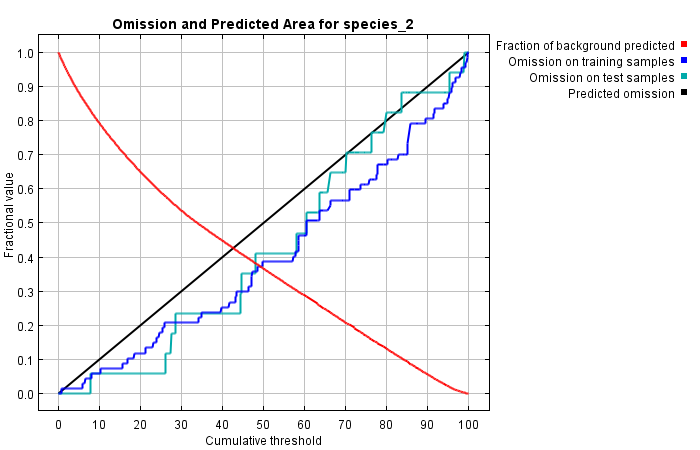 Omission and Predicted Area for species_2
Fraction of background predicted
Omission on training samples
Omission on test samples
Predicted omission
Fractional value
1.0
0.9
0.8
0.7
0.6
0.5
0.4
0.3
0.2
0.1
0.0
0 10 20 30 40 50 60 70 80 90 100
Cumulative threshold